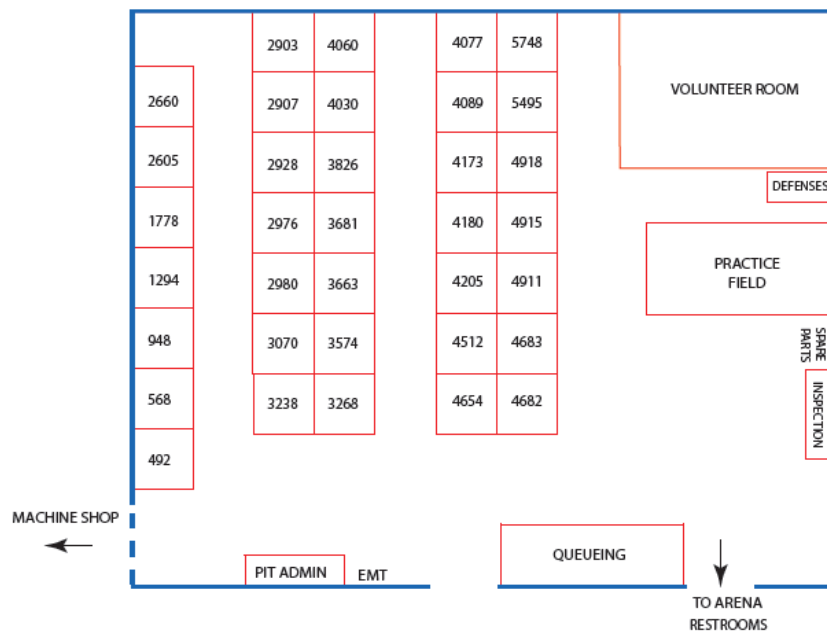 2903 4060 4077 5748
VOLUNTEER ROOM
2660 2907 4030 4089 5495
2605 2928 3826 4173 4918
DEFENSES
1778 2976 3681 4180 4915
PRACTICE
FIELD
1294 2980 3663 4205 4911
948 3070 3574 4512 4683
SPARE
PARTS
568 3238 3268 4654 4682
INSPECTION
492
MACHINE SHOP
QUEUEING
PIT ADMIN EMT
TO ARENA
RESTROOMS